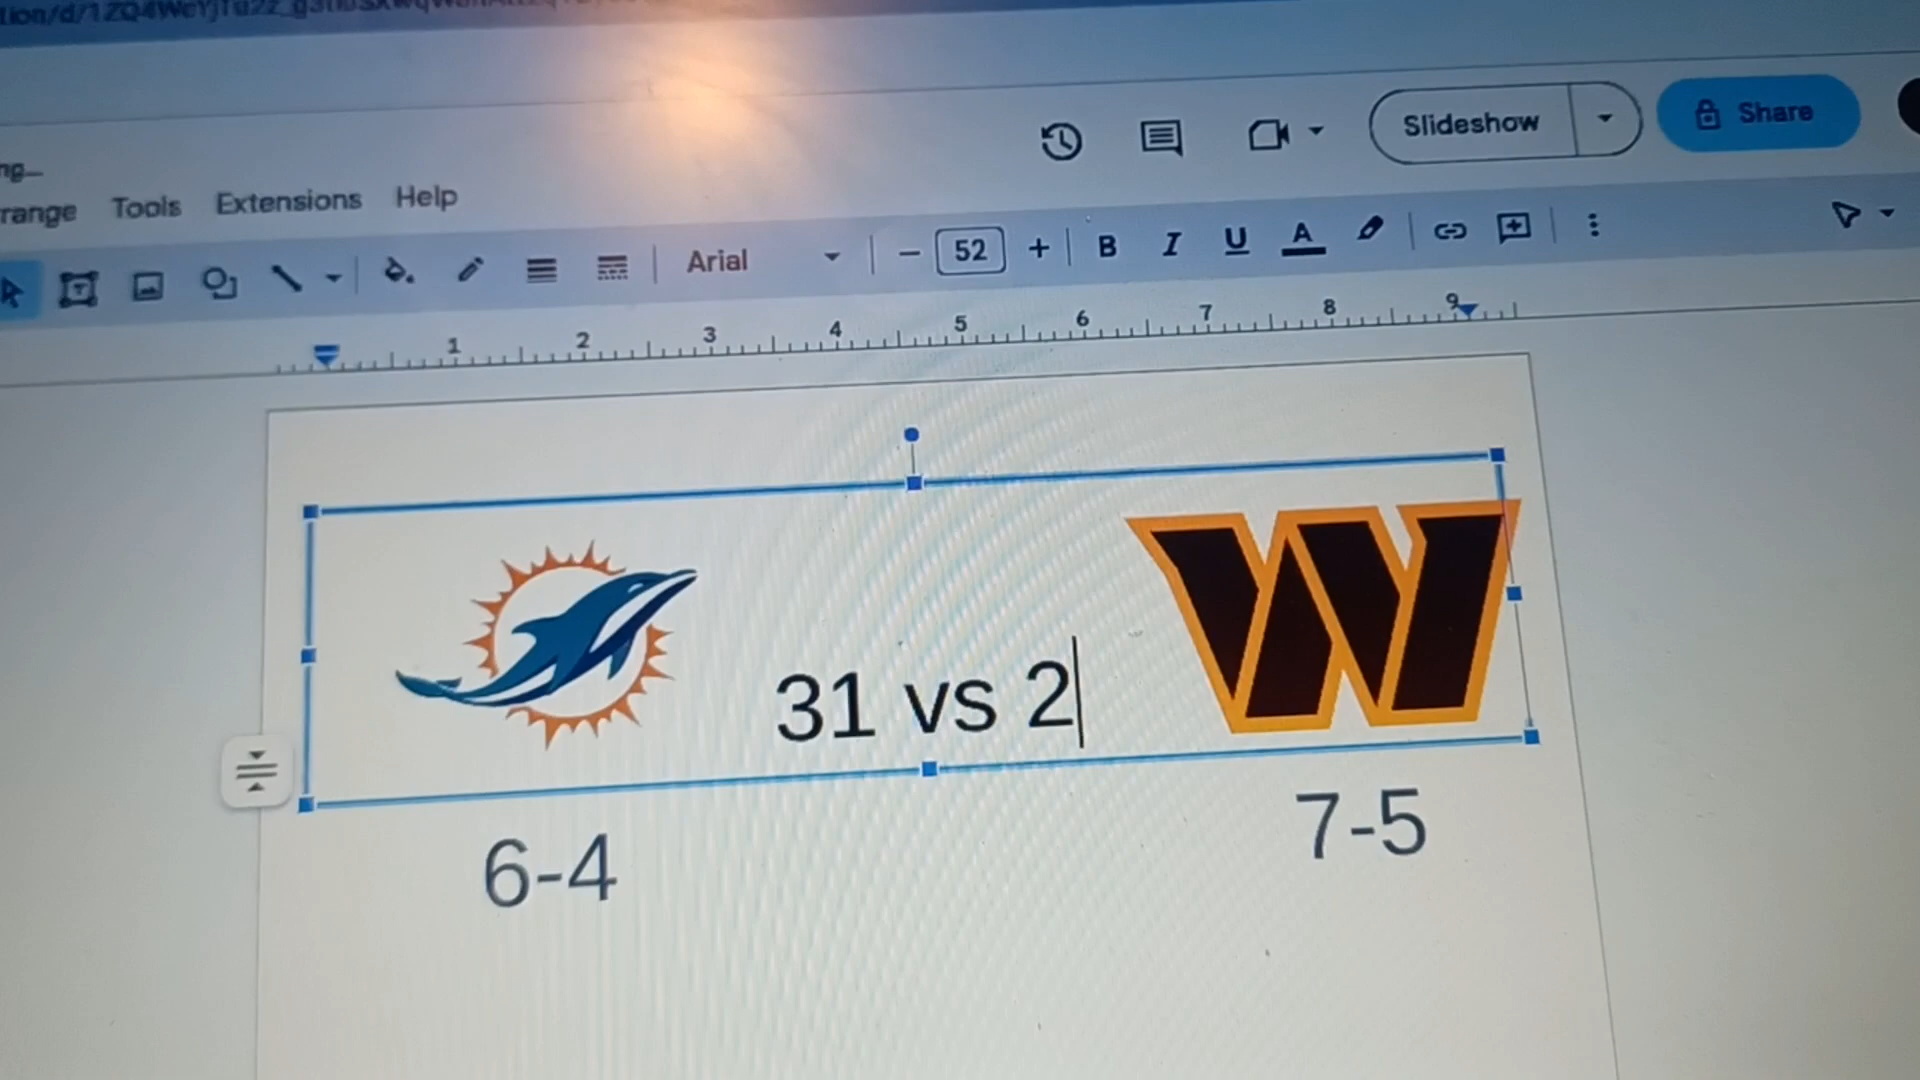 Slideshow
Share
Tools Extensions Help
Arial 52 B I U A
1 2 3 4 5 6 7 8 9
W
31 vs 2
6-4
7-5